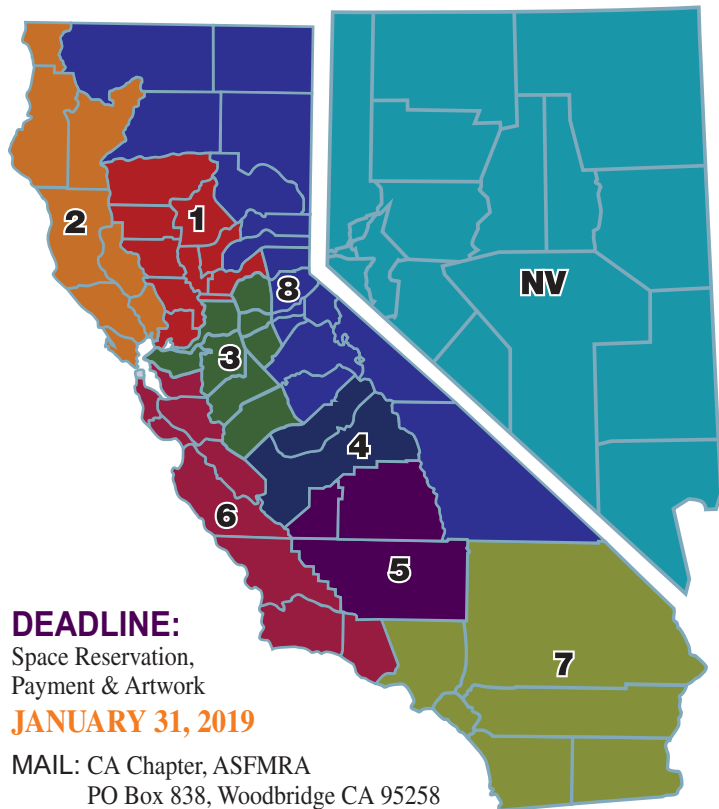 NV
1
2
8
3
4
6
5
7
DEADLINE:
Space Reservation,
Payment & Artwork
JANUARY 31, 2019
MAIL: CA Chapter, ASFMRA
PO Box 838, Woodbridge CA 95258